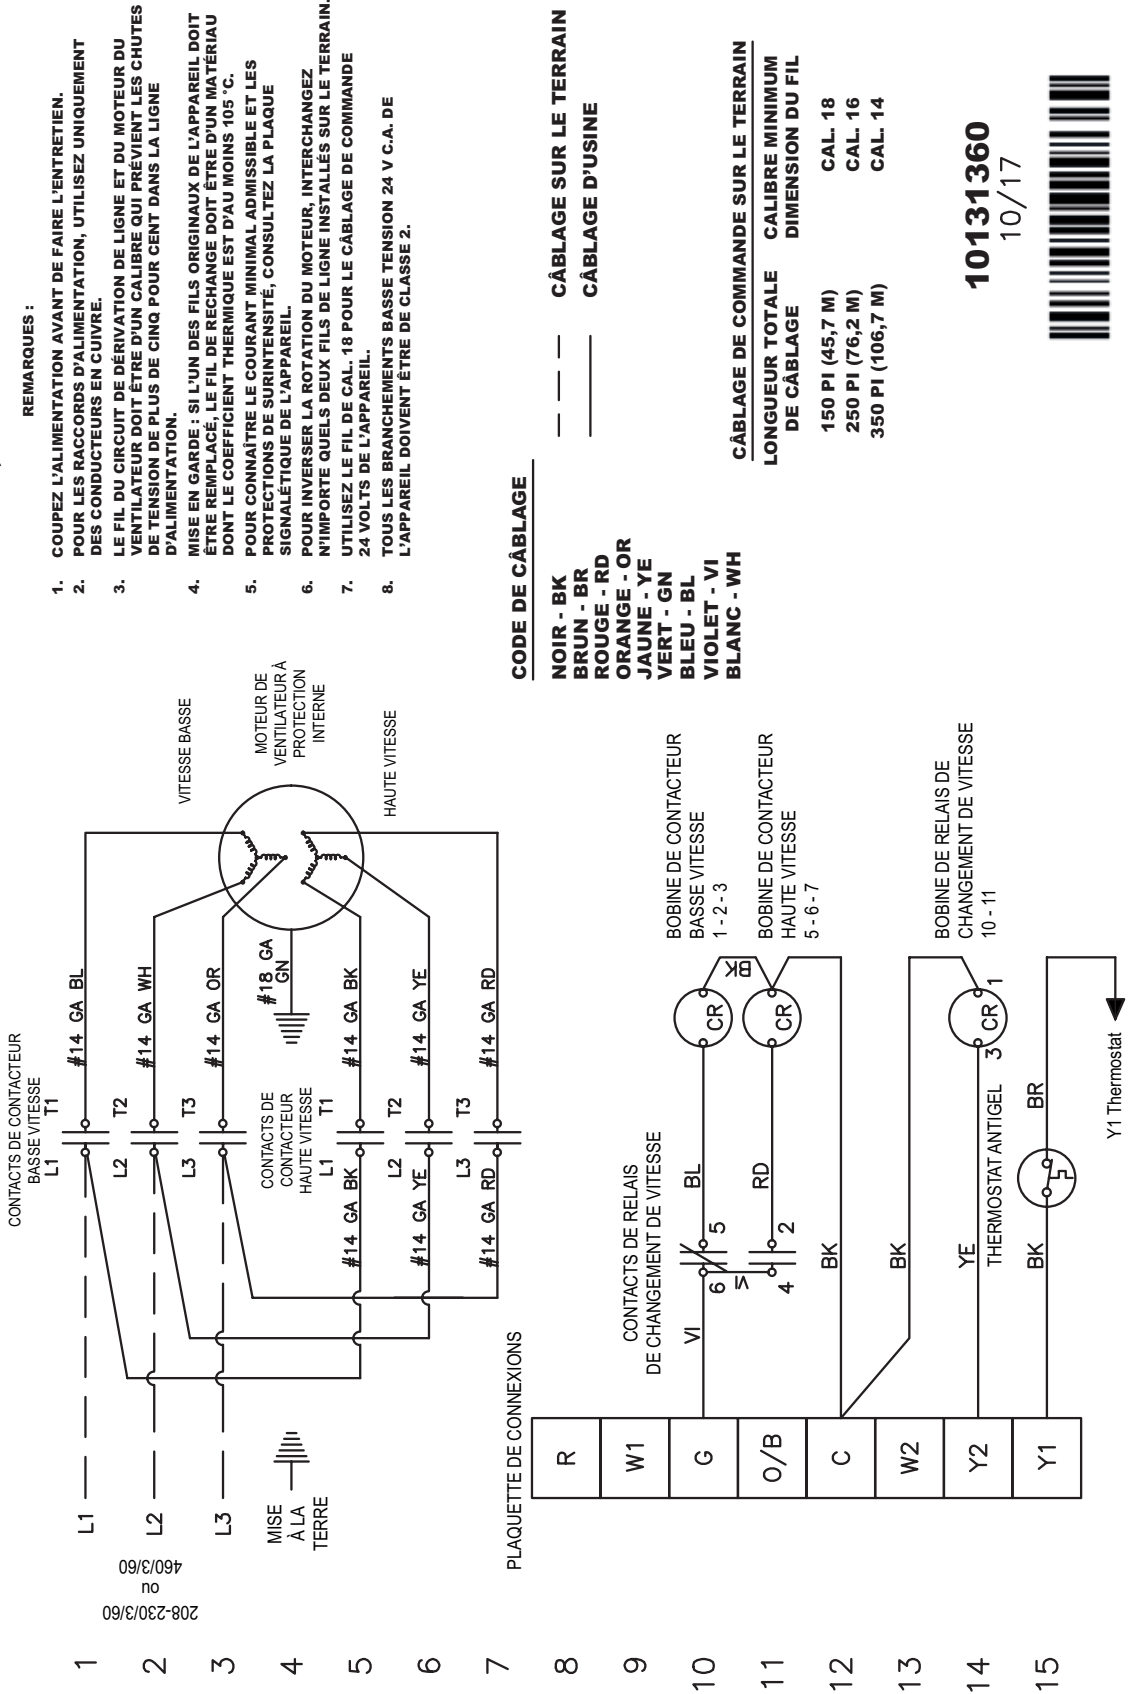 REMARQUES :
1. COUPEZ L'ALIMENTATION AVANT DE FAIRE L'ENTRETIEN.
2. POUR LES RACCORDS D'ALIMENTATION, UTILISEZ UNIQUEMENT
DES CONDUCTEURS EN CUIVRE.
3. LE FIL DU CIRCUIT DE DÉRIVATION DE LIGNE ET DU MOTEUR DU
VENTILATEUR DOIT ÊTRE D'UN CALIBRE QUI PRÉVIENT LES CHUTES
DE TENSION DE PLUS DE CINQ POUR CENT DANS LA LIGNE
D'ALIMENTATION.
4. MISE EN GARDE : SI L'UN DES FILS ORIGINAUX DE L'APPAREIL DOIT
ÊTRE REMPLACÉ, LE FIL DE RECHANGE DOIT ÊTRE D'UN MATÉRIAU
DONT LE COEFFICIENT THERMIQUE EST D'AU MOINS 105 °C.
5. POUR CONNAÎTRE LE COURANT MINIMAL ADMISSIBLE ET LES
PROTECTIONS DE SURINTENSITÉ, CONSULTEZ LA PLAQUE
SIGNALÉTIQUE DE L'APPAREIL.
6. POUR INVERSER LA ROTATION DU MOTEUR, INTERCHANGEZ
N'IMPORTE QUELS DEUX FILS DE LIGNE INSTALLÉS SUR LE TERRAIN.
7. UTILISEZ LE FIL DE CAL. 18 POUR LE CÂBLAGE DE COMMANDE
24 VOLTS DE L'APPAREIL.
8. TOUS LES BRANCHEMENTS BASSE TENSION 24 V C.A. DE
L'APPAREIL DOIVENT ÊTRE DE CLASSE 2.
CODE DE CÂBLAGE
NOIR - BK
BRUN - BR
ROUGE - RD
ORANGE - OR
JAUNE - YE
VERT - GN
BLEU - BL
VIOLET - VI
BLANC - WH
CÂBLAGE SUR LE TERRAIN
CÂBLAGE D'USINE
CÂBLAGE DE COMMANDE SUR LE TERRAIN
LONGUEUR TOTALE CALIBRE MINIMUM
DE CÂBLAGE DIMENSION DU FIL
150 PI (45,7 M) CAL. 18
250 PI (76,2 M) CAL. 16
350 PI (106,7 M) CAL. 14
10131360
10/17
208-230/3/60
ou
460/3/60
CONTACTS DE CONTACTEUR
BASSE VITESSE
1 L1 L1 T1 #14 GA BL
2 L2 L2 T2 #14 GA WH
3 L3 L3 T3 #14 GA OR
VITESSE BASSE
MOTEUR DE
VENTILATEUR À
PROTECTION
INTERNE
HAUTE VITESSE
4 MISE
À LA
TERRE
#18 GA
GN
CONTACTS DE
CONTACTEUR
HAUTE VITESSE
5 #14 GA BK L1 T1 #14 GA BK
6 #14 GA YE L2 T2 #14 GA YE
7 #14 GA RD L3 T3 #14 GA RD
PLAQUETTE DE CONNEXIONS
8 R
9 W1
CONTACTS DE RELAIS
DE CHANGEMENT DE VITESSE
10 G VI 6 5 BL CR
BK
BOBINE DE CONTACTEUR
BASSE VITESSE
1 - 2 - 3
11 O/B 4 2 RD CR
BOBINE DE CONTACTEUR
HAUTE VITESSE
5 - 6 - 7
VI
12 C BK
13 W2 BK
14 Y2 YE 3 CR 1
BOBINE DE RELAIS DE
CHANGEMENT DE VITESSE
10 - 11
THERMOSTAT ANTIGEL
15 Y1 BK BR
Y1 Thermostat